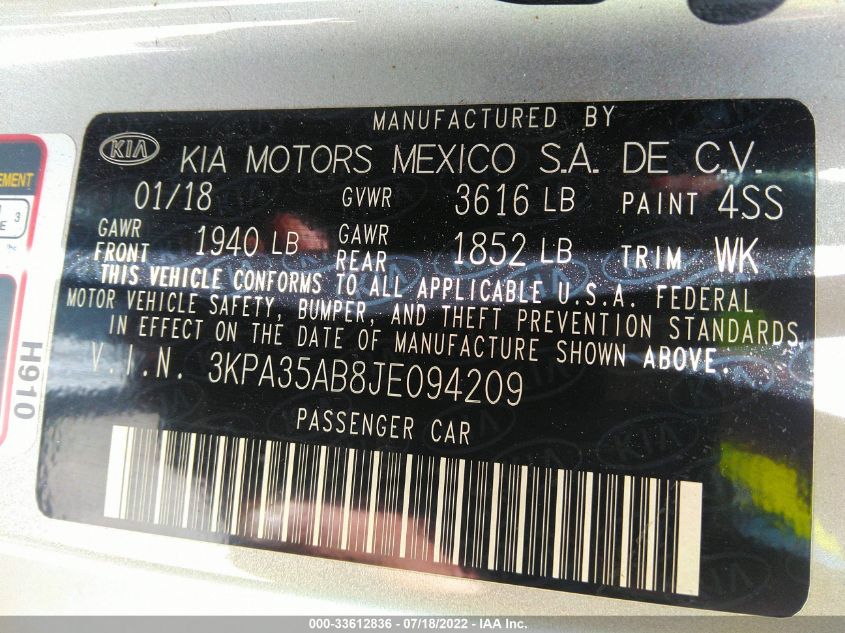 MANUFACTURED BY
KIA KIA MOTORS MEXICO S.A. DE C.V.
01/18 GVWR 3616 LB PAINT 4SS
GAWR FRONT 1940 LB GAWR REAR 1852 LB TRIM WK
THIS VEHICLE CONFORMS TO ALL APPLICABLE U.S.A. FEDERAL
MOTOR VEHICLE SAFETY, BUMPER, AND THEFT PREVENTION STANDARDS
IN EFFECT ON THE DATE OF MANUFACTURE SHOWN ABOVE.
V.I.N. 3KPA35AB8JE094209
PASSENGER CAR
EMENT
3
H910
000-33612836 - 07/18/2022 - IAA Inc.